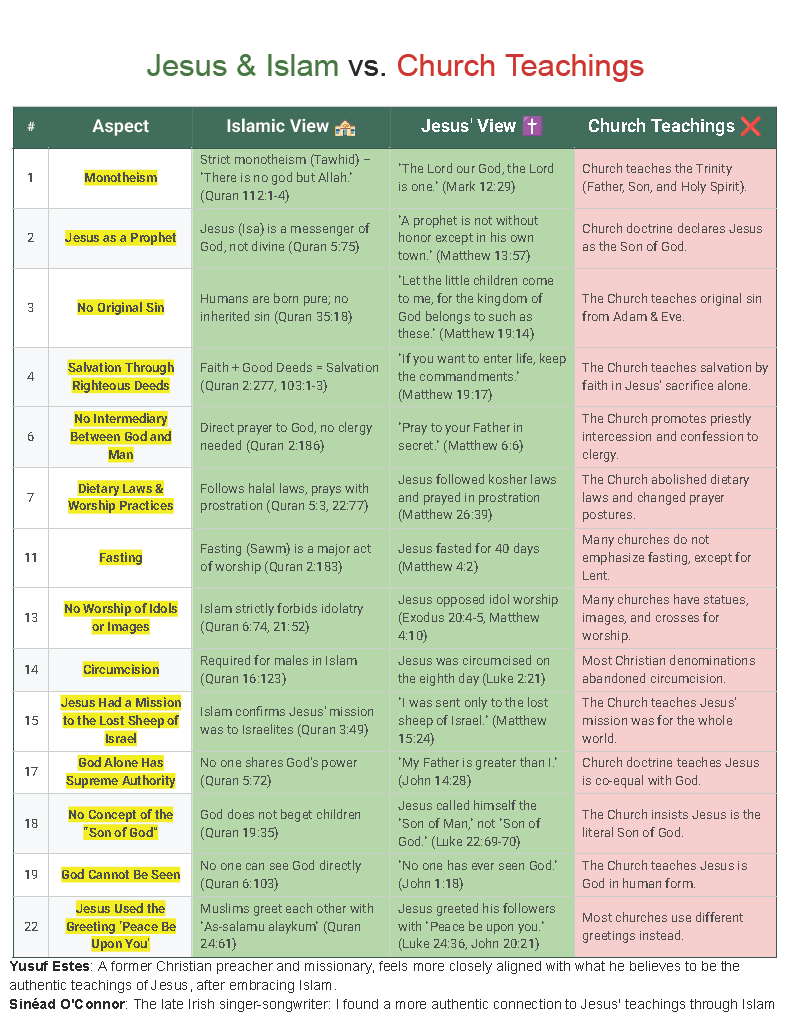 Jesus & Islam vs. Church Teachings
# Aspect Islamic View Jesus' View Church Teachings
Strict monotheism (Tawhid) –
'There is no god but Allah.'
(Quran 112:1-4)
1 Monotheism
'The Lord our God, the Lord
is one.' (Mark 12:29)
Church teaches the Trinity
(Father, Son, and Holy Spirit).
2 Jesus as a Prophet
Jesus (Isa) is a messenger of
God, not divine (Quran 5:75)
'A prophet is not without
honor except in his own
town.' (Matthew 13:57)
Church doctrine declares Jesus
as the Son of God.
3 No Original Sin
Humans are born pure; no
inherited sin (Quran 35:18)
'Let the little children come
to me, for the kingdom of
God belongs to such as
these.' (Matthew 19:14)
The Church teaches original sin
from Adam & Eve.
4 Salvation Through
Righteous Deeds
Faith + Good Deeds = Salvation
(Quran 2:277, 103:1-3)
'If you want to enter life, keep
the commandments.'
(Matthew 19:17)
The Church teaches salvation by
faith in Jesus' sacrifice alone.
6 No Intermediary
Between God and
Man
Direct prayer to God, no clergy
needed (Quran 2:186)
'Pray to your Father in
secret.' (Matthew 6:6)
The Church promotes priestly
intercession and confession to
clergy.
7 Dietary Laws &
Worship Practices
Follows halal laws, prays with
prostration (Quran 5:3, 22:77)
Jesus followed kosher laws
and prayed in prostration
(Matthew 26:39)
The Church abolished dietary
laws and changed prayer
postures.
11 Fasting
Fasting (Sawm) is a major act
of worship (Quran 2:183)
Jesus fasted for 40 days
(Matthew 4:2)
Many churches do not
emphasize fasting, except for
Lent.
13 No Worship of Idols
or Images
Islam strictly forbids idolatry
(Quran 6:74, 21:52)
Jesus opposed idol worship
(Exodus 20:4-5, Matthew
4:10)
Many churches have statues,
images, and crosses for
worship.
14 Circumcision
Required for males in Islam
(Quran 16:123)
Jesus was circumcised on
the eighth day (Luke 2:21)
Most Christian denominations
abandoned circumcision.
15 Jesus Had a Mission
to the Lost Sheep of
Israel
Islam confirms Jesus' mission
was to Israelites (Quran 3:49)
'I was sent only to the lost
sheep of Israel.' (Matthew
15:24)
The Church teaches Jesus'
mission was for the whole
world.
17 God Alone Has
Supreme Authority
No one shares God's power
(Quran 5:72)
'My Father is greater than I.'
(John 14:28)
Church doctrine teaches Jesus
is co-equal with God.
18 No Concept of the
"Son of God"
God does not beget children
(Quran 19:35)
Jesus called himself the
'Son of Man,' not 'Son of
God.' (Luke 22:69-70)
The Church insists Jesus is the
literal Son of God.
19 God Cannot Be Seen
No one can see God directly
(Quran 6:103)
'No one has ever seen God.'
(John 1:18)
The Church teaches Jesus is
God in human form.
22 Jesus Used the
Greeting 'Peace Be
Upon You'
Muslims greet each other with
'As-salamu alaykum' (Quran
24:61)
Jesus greeted his followers
with 'Peace be upon you.'
(Luke 24:36, John 20:21)
Most churches use different
greetings instead.
Yusuf Estes: A former Christian preacher and missionary, feels more closely aligned with what he believes to be the
authentic teachings of Jesus, after embracing Islam.
Sinéad O'Connor: The late Irish singer-songwriter: I found a more authentic connection to Jesus' teachings through Islam